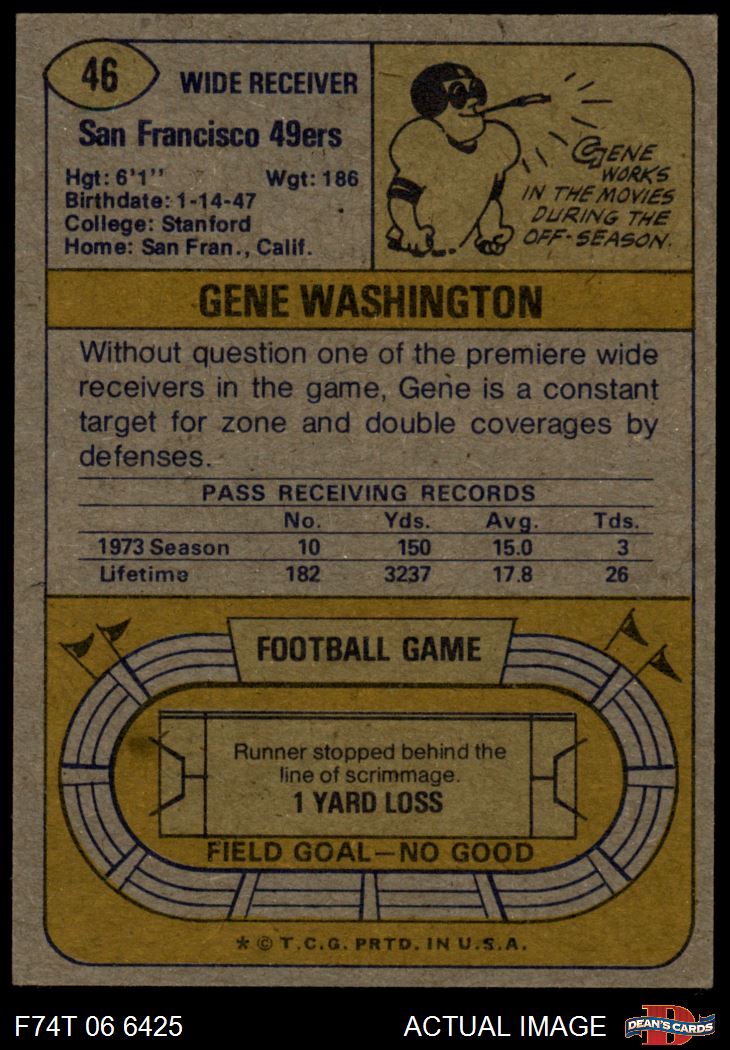 46
WIDE RECEIVER
San Francisco 49ers
Hgt: 6'1" Wgt: 186
Birthdate: 1-14-47
College: Stanford
Home: San Fran., Calif.
GENE
WORKS
IN THE MOVIES
DURING THE
OFF-SEASON.
GENE WASHINGTON
Without question one of the premiere wide
receivers in the game, Gene is a constant
target for zone and double coverages by
defenses.
PASS RECEIVING RECORDS
No. Yds. Avg. Tds.
1973 Season 10 150 15.0 3
Lifetime 182 3237 17.8 26
FOOTBALL GAME
Runner stopped behind the
line of scrimmage.
1 YARD LOSS
FIELD GOAL—NO GOOD
* © T.C.G. PRTD. IN U.S.A.
F74T 06 6425 ACTUAL IMAGE
D
DEAN'S CARDS